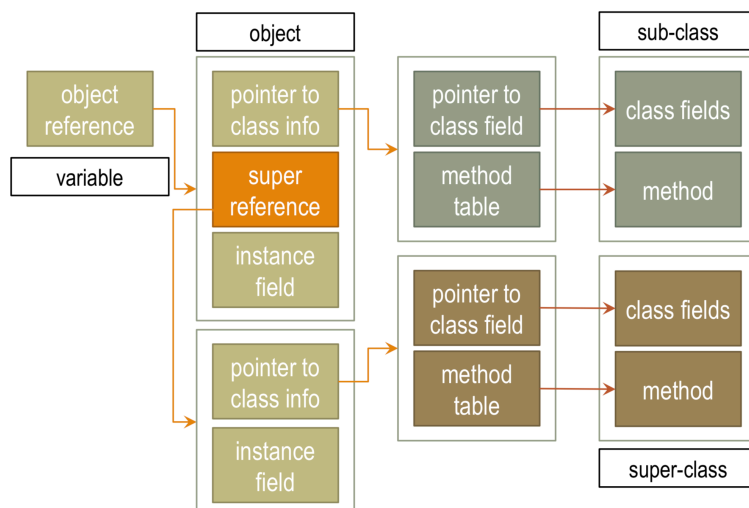 object
sub-class
object
reference
variable
pointer to
class info
super
reference
instance
field
pointer to
class field
method
table
class fields
method
pointer to
class info
instance
field
pointer to
class field
method
table
class fields
method
super-class